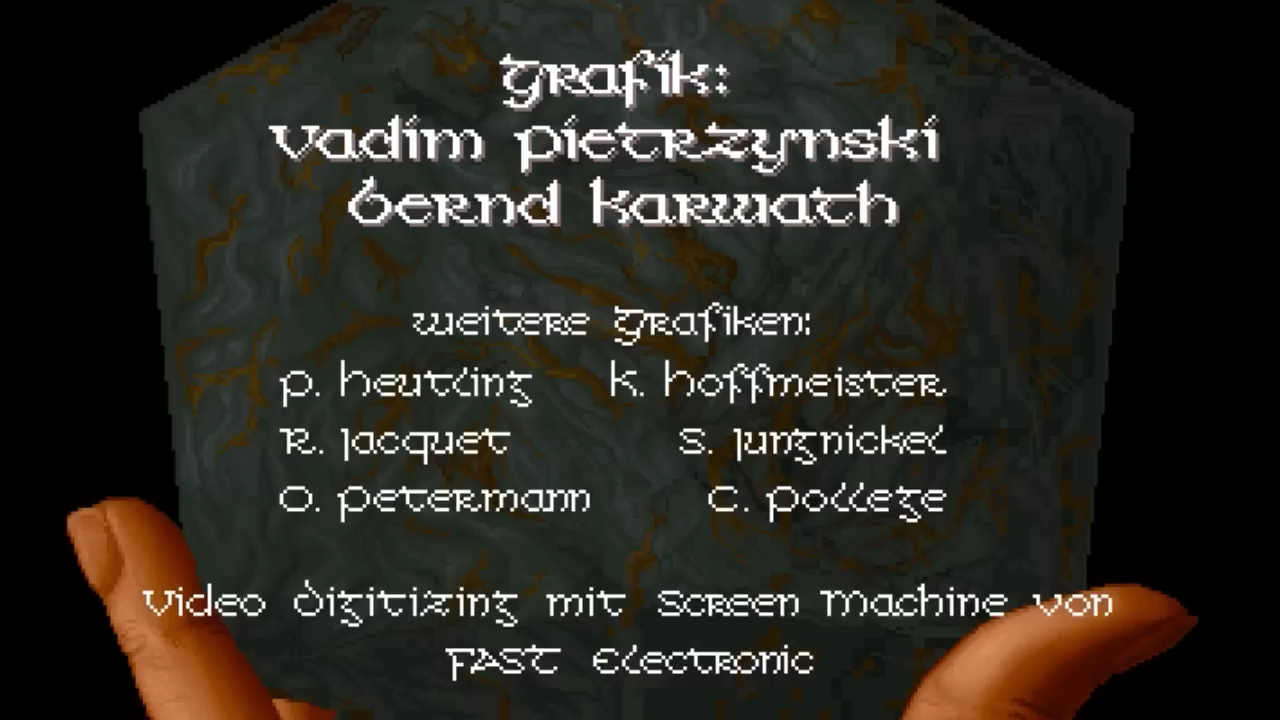 Grafik:
Vadim Pietrzynski
Bernd Karwath
Weitere Grafiken:
P. Heutling K. Hoffmeister
R. Jacquet S. Jungnickel
O. Petermann C. Pollege
Video Digitizing mit Screen Machine von
FAST Electronic